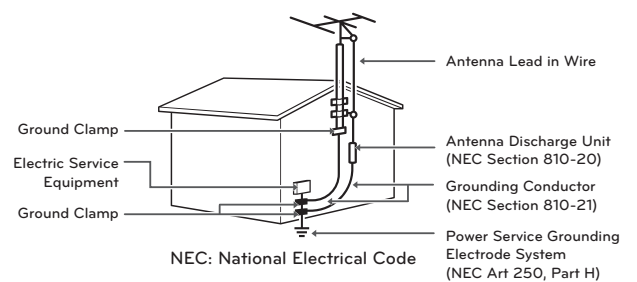 Antenna Lead in Wire
Ground Clamp
Antenna Discharge Unit
(NEC Section 810-20)
Electric Service
Equipment
Grounding Conductor
(NEC Section 810-21)
Ground Clamp
Power Service Grounding
Electrode System
(NEC Art 250, Part H)
NEC: National Electrical Code